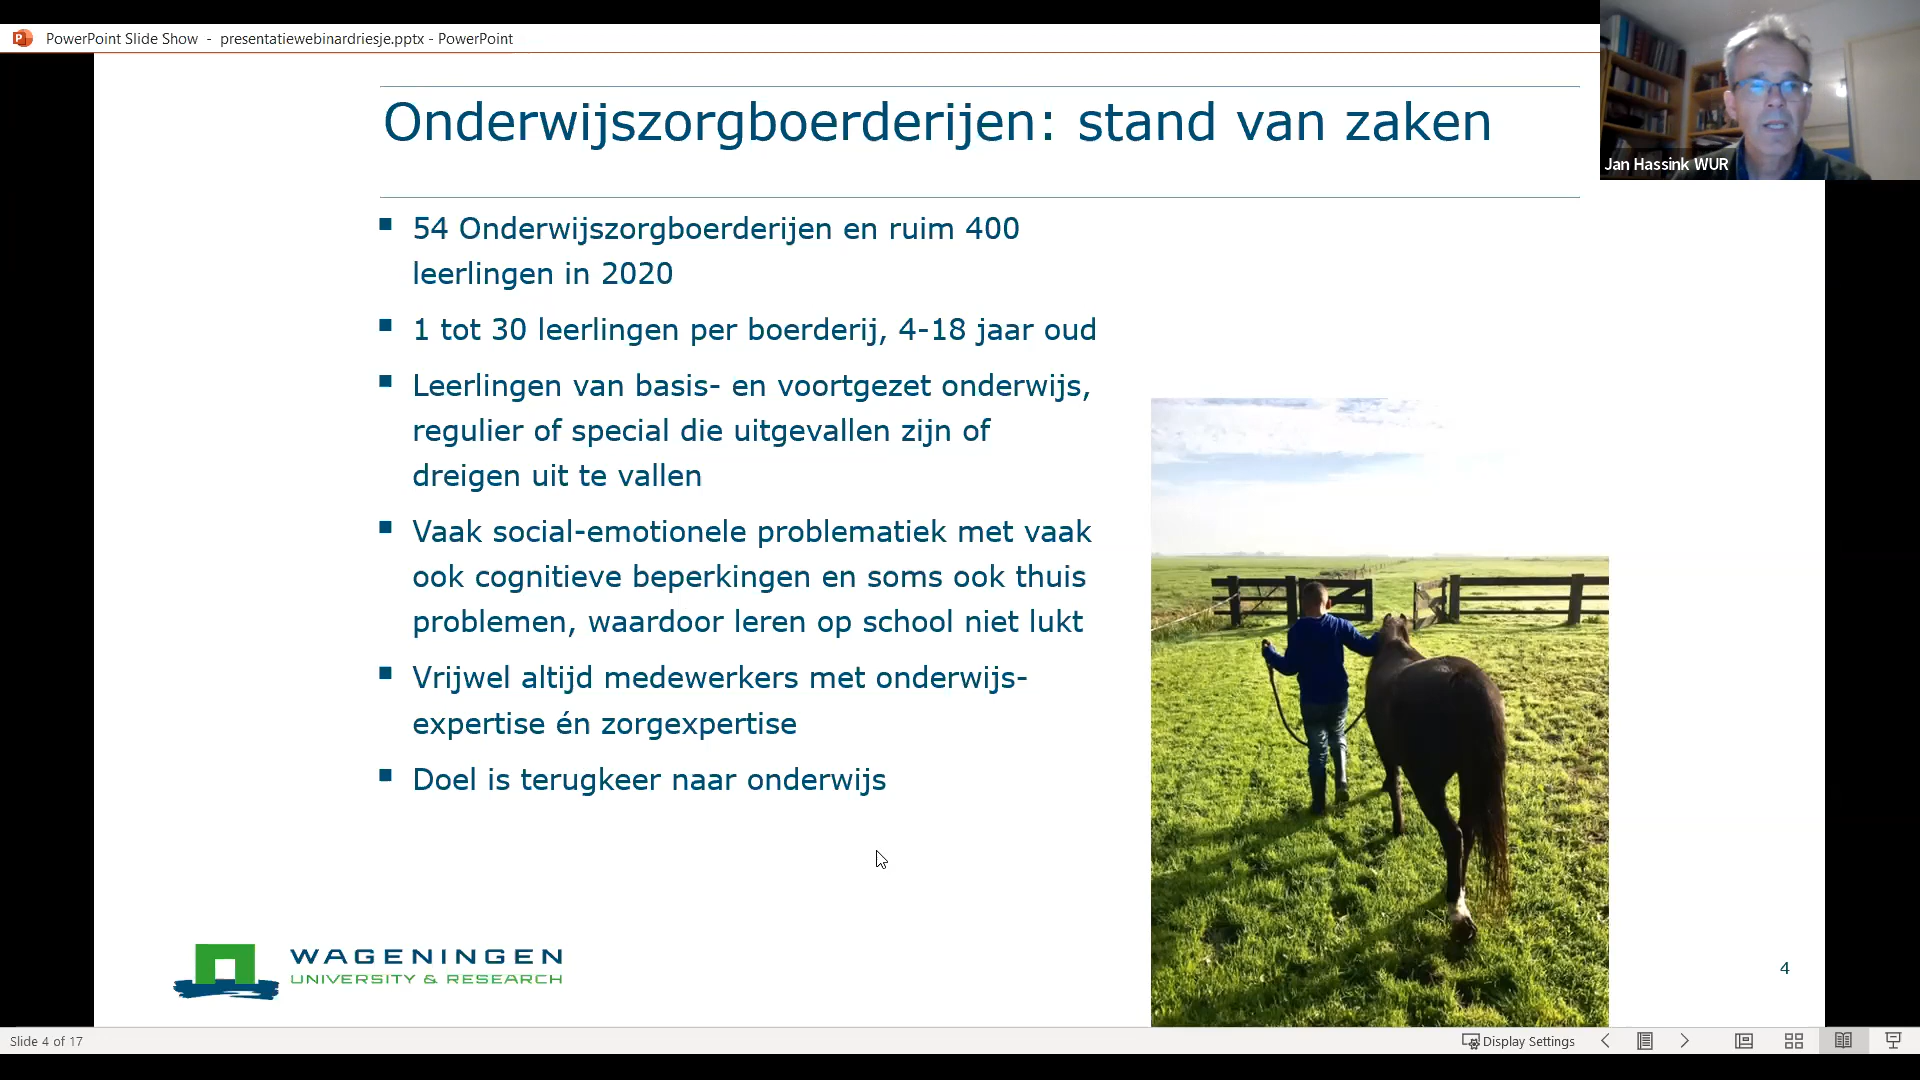 PowerPoint Slide Show - presentatiewebinardriesje.pptx - PowerPoint
Jan Hassink WUR
Onderwijszorgboerderijen: stand van zaken
54 Onderwijszorgboerderijen en ruim 400
leerlingen in 2020
1 tot 30 leerlingen per boerderij, 4-18 jaar oud
Leerlingen van basis- en voortgezet onderwijs,
regulier of special die uitgevallen zijn of
dreigen uit te vallen
Vaak social-emotionele problematiek met vaak
ook cognitieve beperkingen en soms ook thuis
problemen, waardoor leren op school niet lukt
Vrijwel altijd medewerkers met onderwijs-
expertise én zorgexpertise
Doel is terugkeer naar onderwijs
WAGENINGEN
UNIVERSITY & RESEARCH
4
Slide 4 of 17
Display Settings